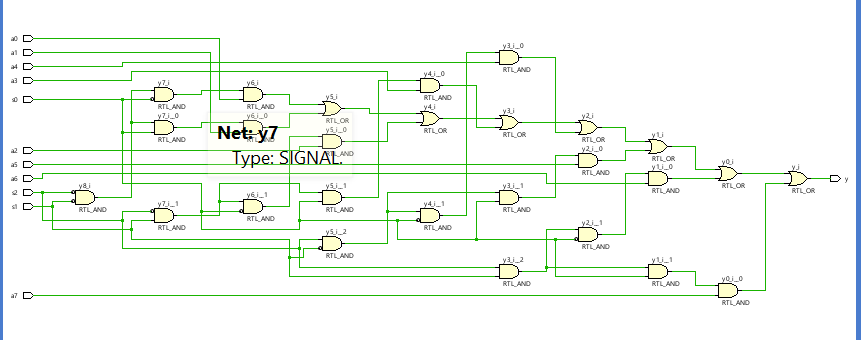 a0
a1
a4
a3
s0
a2
a5
a6
s2
s1
a7
y8_i
RTL_AND
y7_i
RTL_AND
y7_i__0
RTL_AND
y7_i__1
RTL_AND
y6_i
RTL_AND
y6_i__0
RTL_AND
y6_i__1
RTL_AND
Net: y7
Type: SIGNAL.
y5_i
RTL_OR
y5_i__0
RTL_AND
y5_i__1
RTL_AND
y5_i__2
RTL_AND
y4_i__0
RTL_AND
y4_i
RTL_OR
y4_i__1
RTL_AND
y3_i__0
RTL_AND
y3_i
RTL_OR
y3_i__1
RTL_AND
y3_i__2
RTL_AND
y2_i
RTL_OR
y2_i__0
RTL_AND
y2_i__1
RTL_AND
y1_i
RTL_OR
y1_i__0
RTL_AND
y1_i__1
RTL_AND
y0_i
RTL_OR
y0_i__0
RTL_AND
y_i
RTL_OR
y